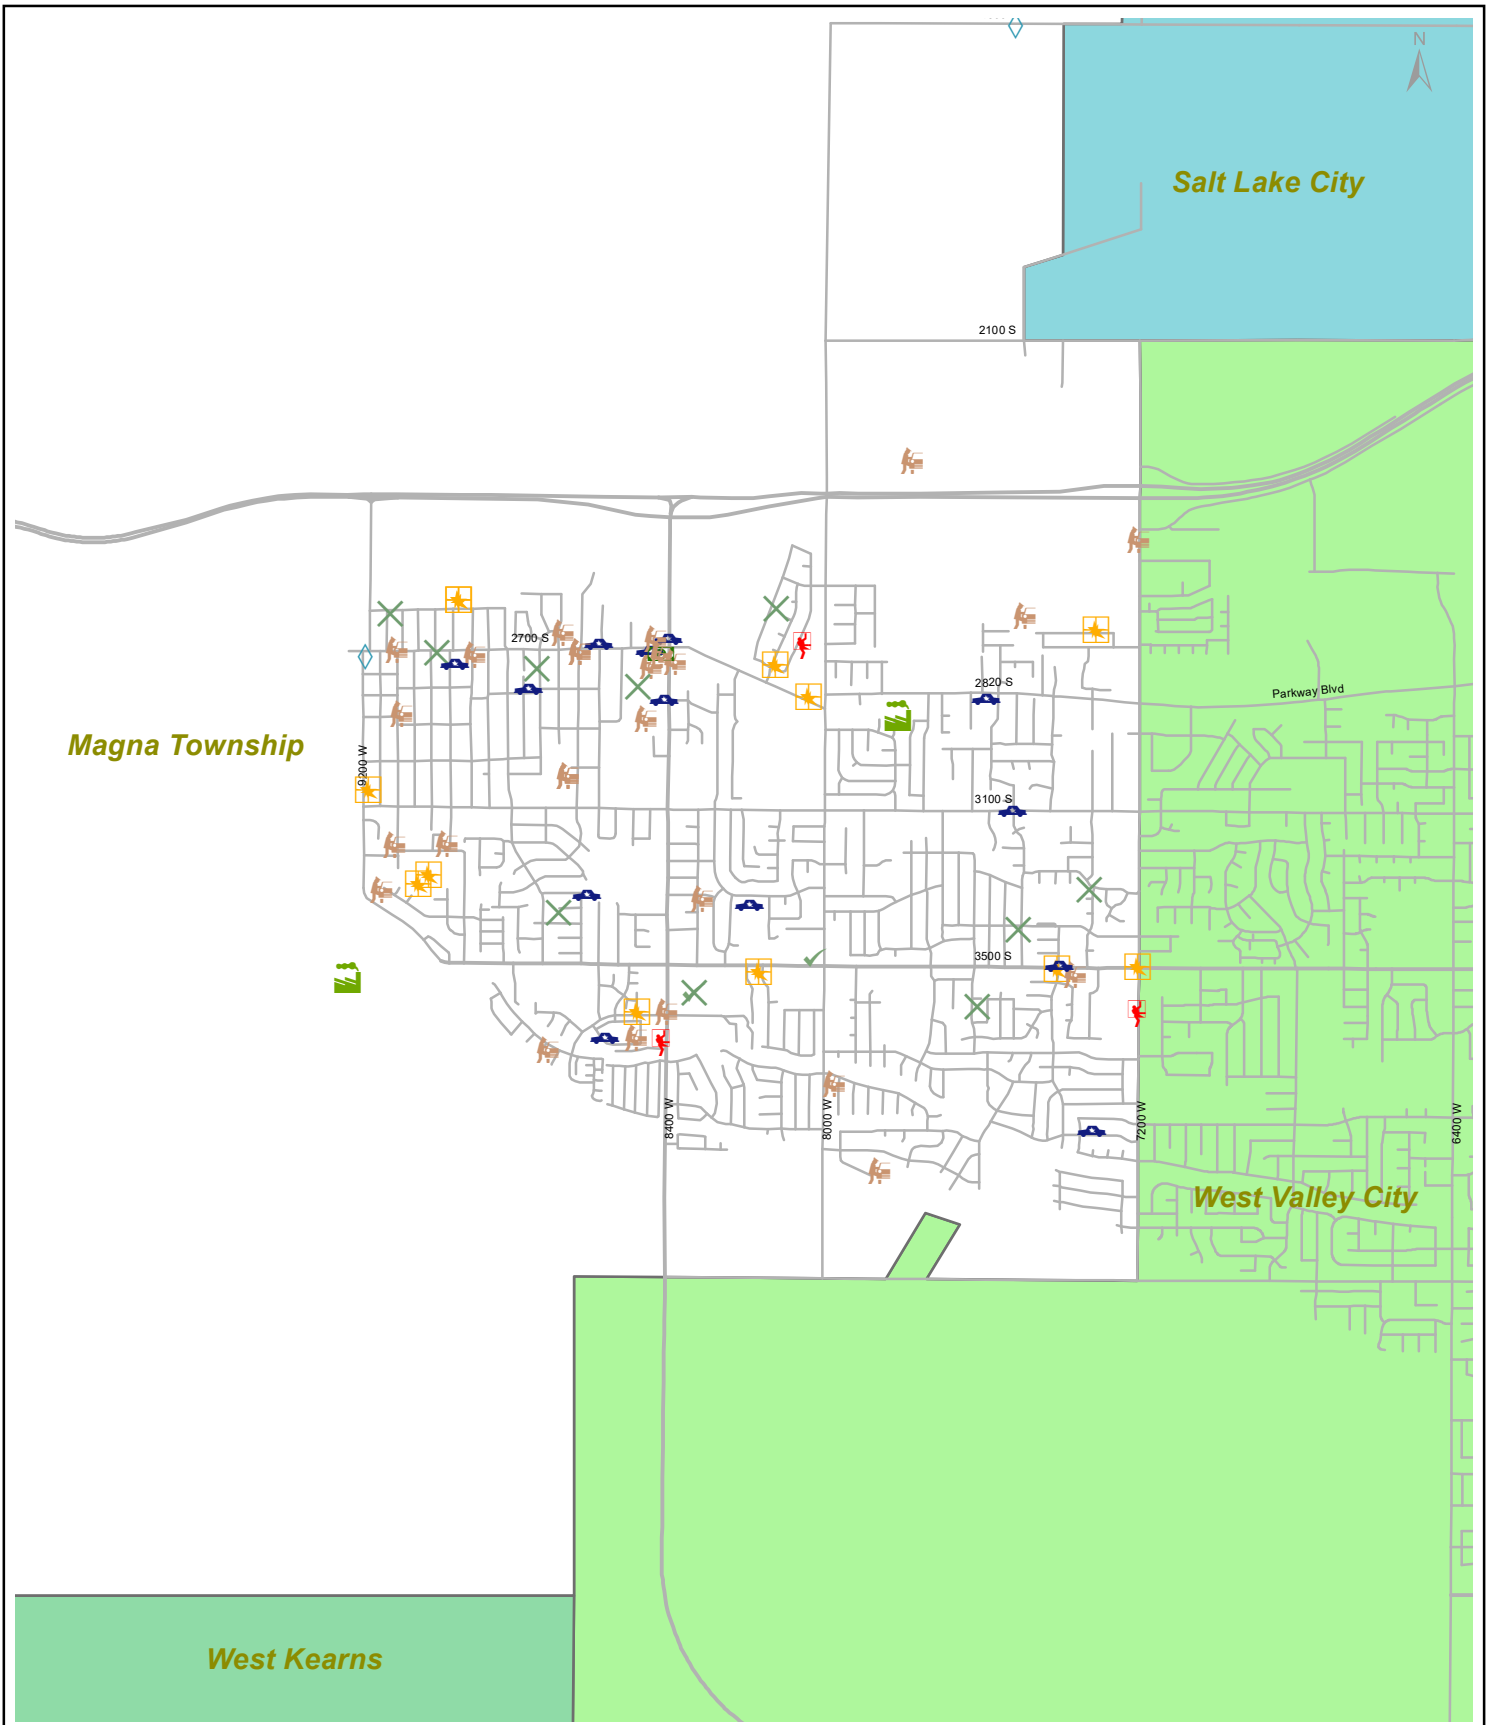 N
Salt Lake City
2100 S
2700 S
2820 S
Parkway Blvd
Magna Township
9200 W
3100 S
3500 S
8400 W
8000 W
7200 W
6400 W
West Valley City
West Kearns